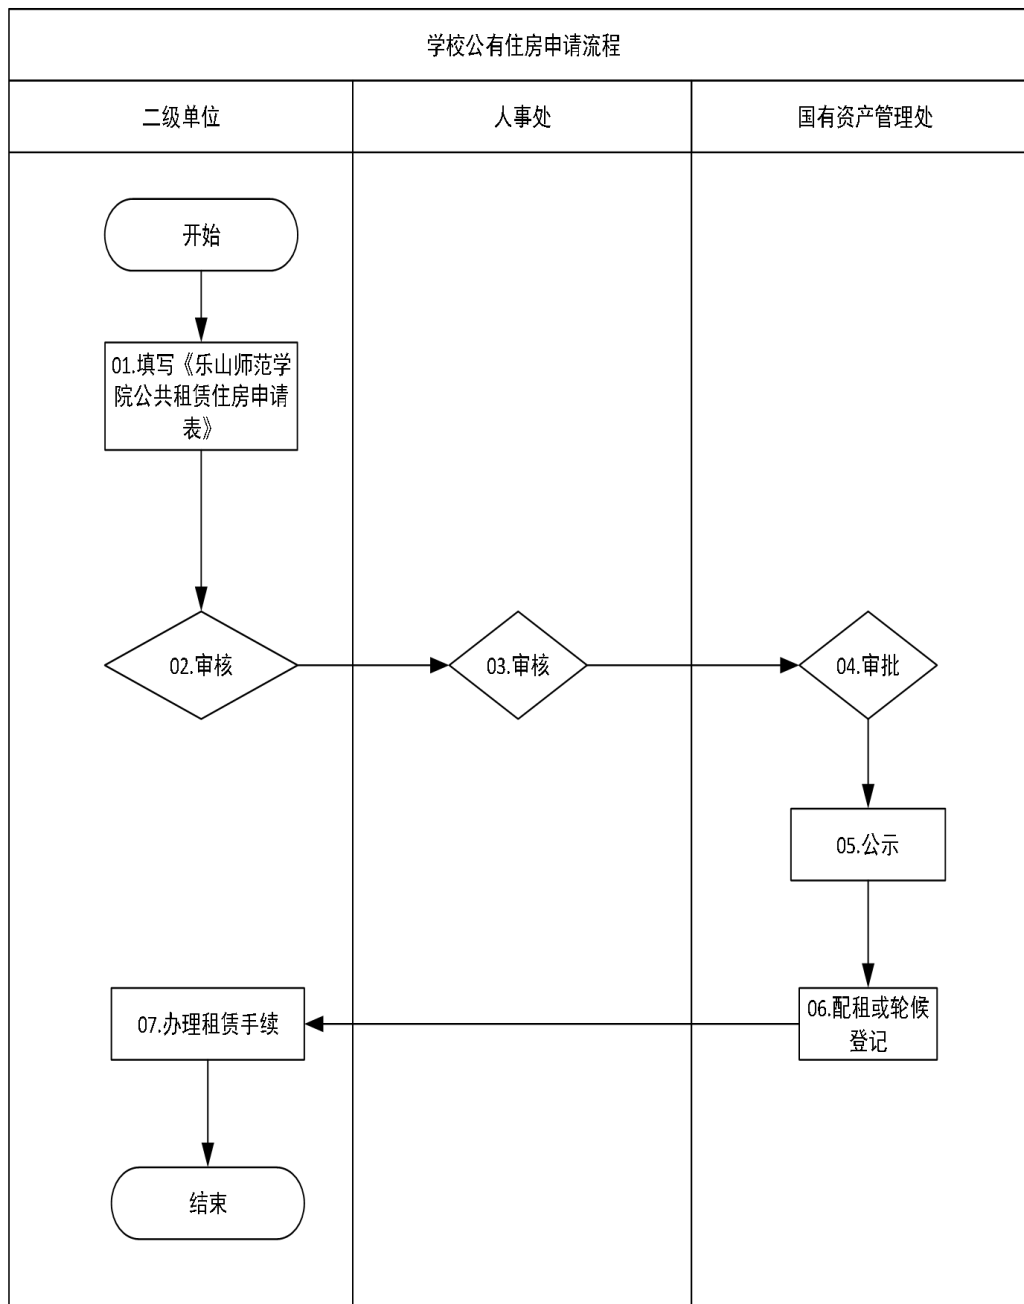 学校公有住房申请流程
二级单位
人事处
国有资产管理处
开始
01.填写《乐山师范学
院公共租赁住房申请
表》
02.审核
03.审核
04.审批
05.公示
06.配租或轮候
登记
07.办理租赁手续
结束